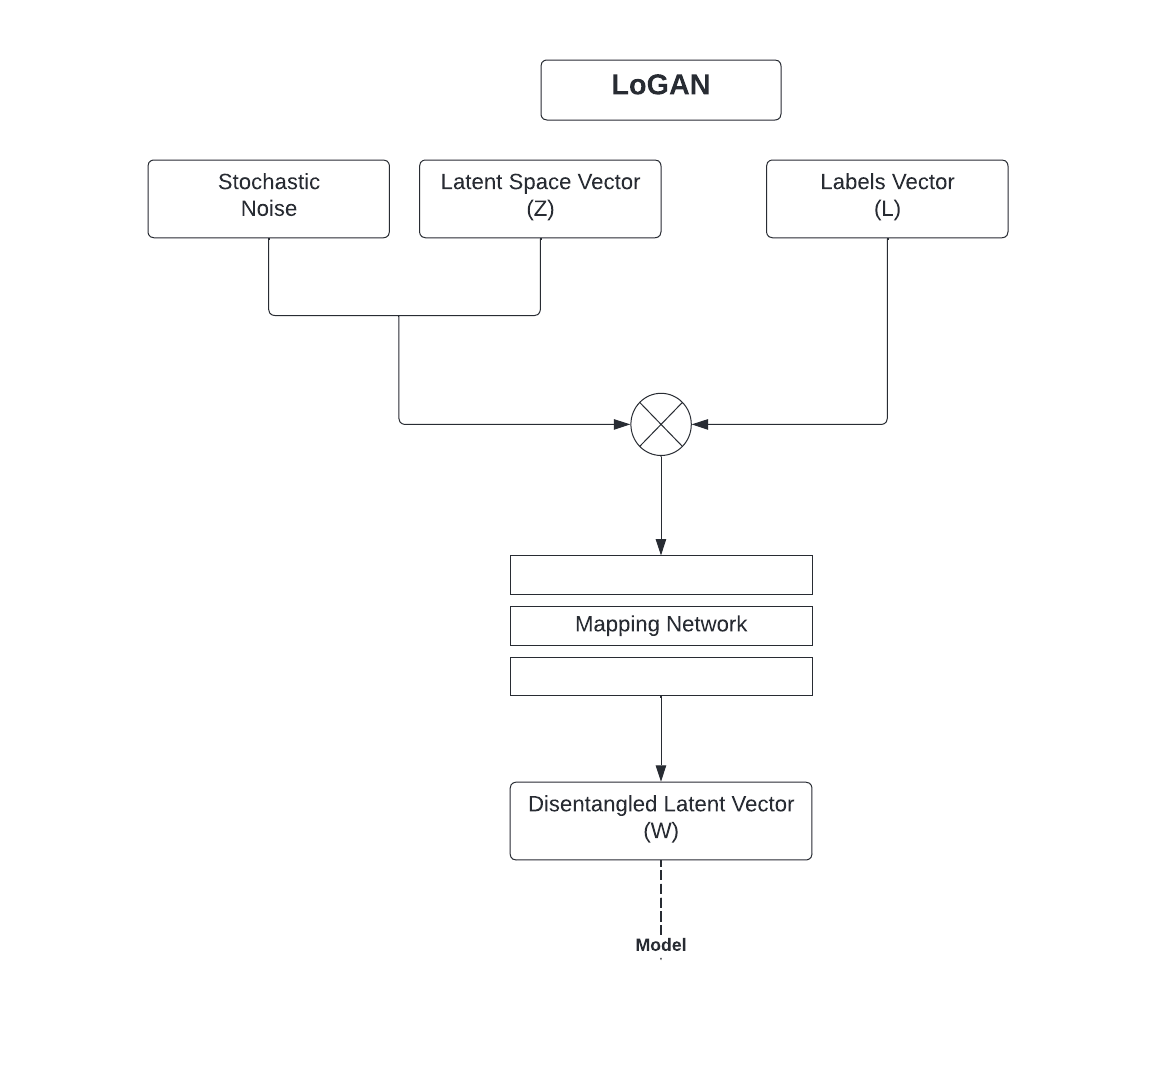 LoGAN
Stochastic
Noise
Latent Space Vector
(Z)
Labels Vector
(L)
Mapping Network
Disentangled Latent Vector
(W)
Model